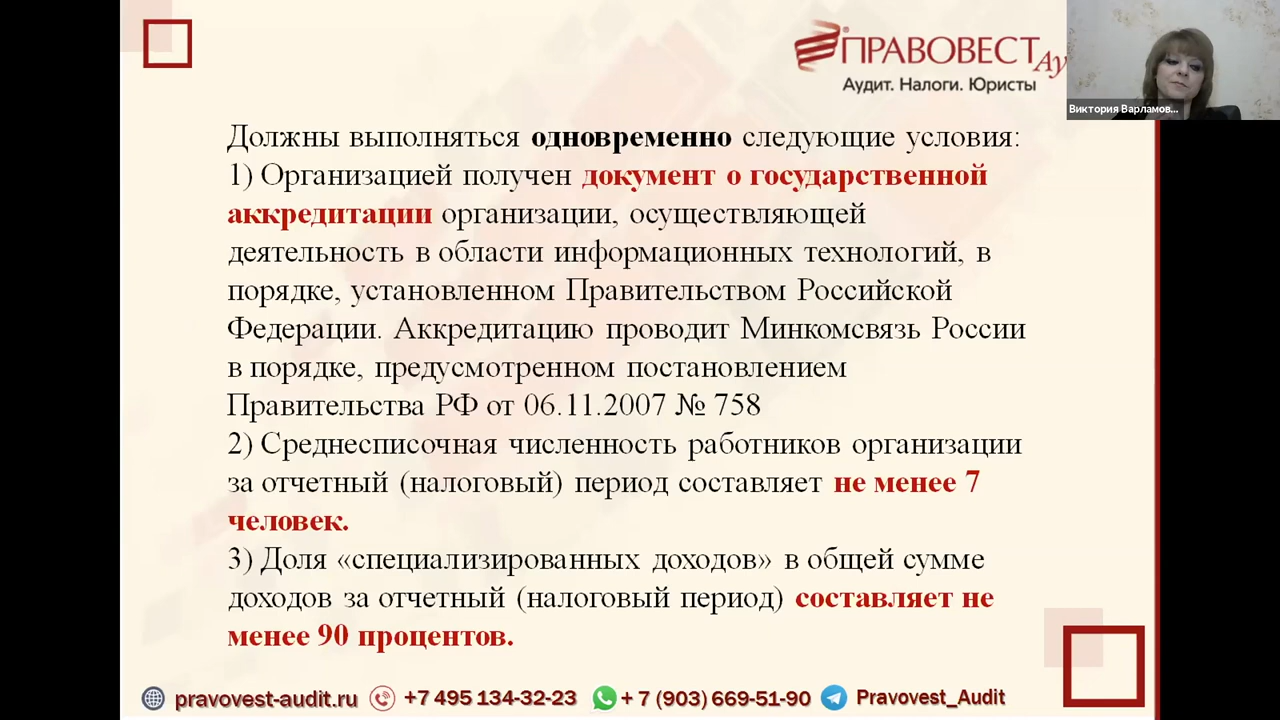 ПРАВОВЕСТ Ау
Аудит. Налоги. Юристы
Виктория Варламов...
Должны выполняться одновременно следующие условия:
1) Организацией получен документ о государственной
аккредитации организации, осуществляющей
деятельность в области информационных технологий, в
порядке, установленном Правительством Российской
Федерации. Аккредитацию проводит Минкомсвязь России
в порядке, предусмотренном постановлением
Правительства РФ от 06.11.2007 № 758
2) Среднесписочная численность работников организации
за отчетный (налоговый) период составляет не менее 7
человек.
3) Доля «специализированных доходов» в общей сумме
доходов за отчетный (налоговый период) составляет не
менее 90 процентов.
pravovest-audit.ru +7 495 134-32-23 + 7 (903) 669-51-90 Pravovest_Audit